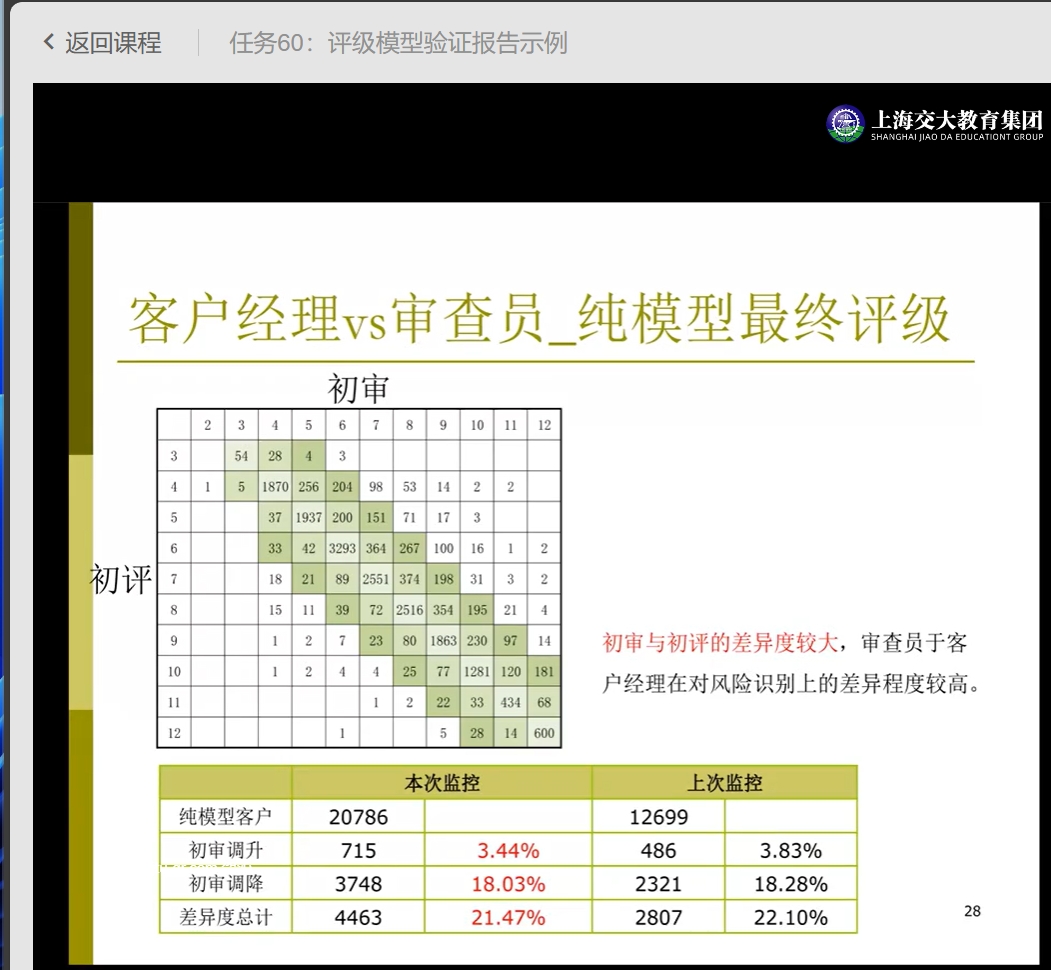 返回课程 任务60：评级模型验证报告示例
上海交大教育集团
SHANGHAI JIAO DA EDUCATIONT GROUP
客户经理vs审查员_纯模型最终评级
初审
2 3 4 5 6 7 8 9 10 11 12
3 54 28 4 3
4 1 5 1870 256 204 98 53 14 2 2
5 37 1937 200 151 71 17 3
6 33 42 3293 364 267 100 16 1 2
初评
7 18 21 89 2551 374 198 31 3 2
8 15 11 39 72 2516 354 195 21 4
9 1 2 7 23 80 1863 230 97 14
10 1 2 4 4 25 77 1281 120 181
11 1 2 22 33 434 68
12 1 5 28 14 600
初审与初评的差异度较大，审查员于客
户经理在对风险识别上的差异程度较高。
本次监控 上次监控
纯模型客户 20786 12699
初审调升 715 3.44% 486 3.83%
初审调降 3748 18.03% 2321 18.28%
差异度总计 4463 21.47% 2807 22.10%
28